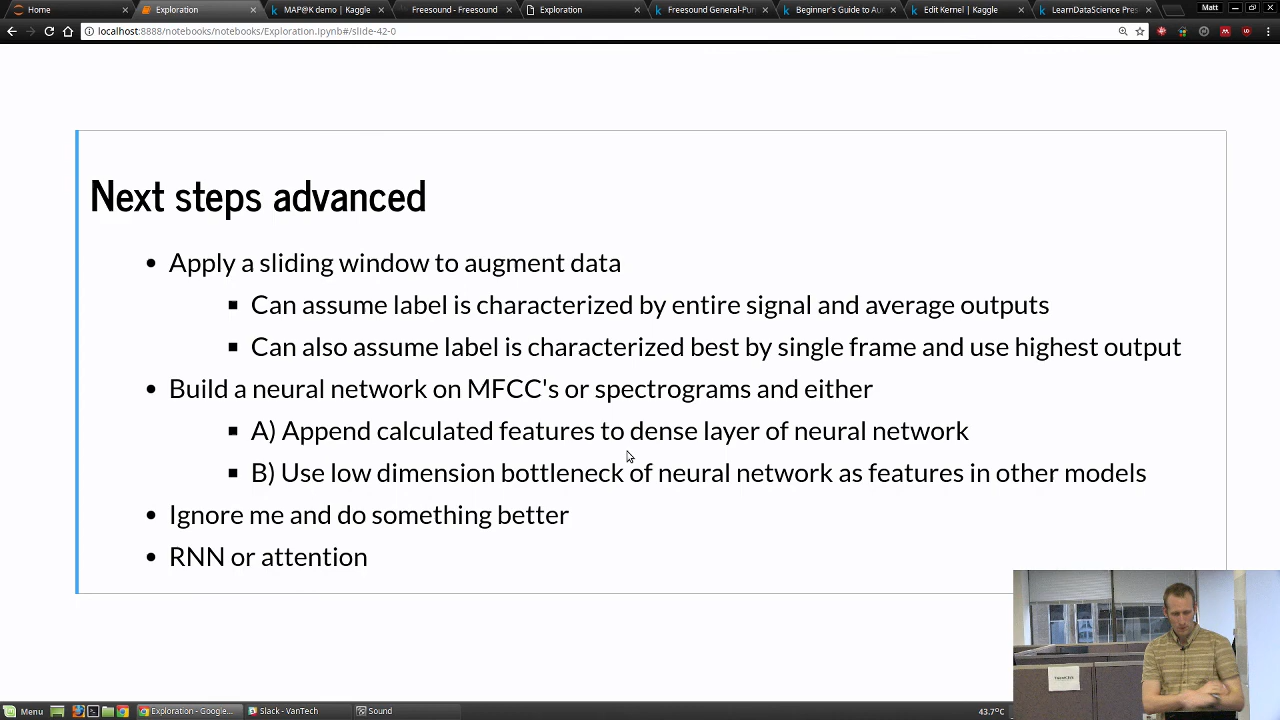 Home
Exploration
MAP@K demo | Kaggle
Freesound - Freesound
Exploration
Freesound General-Pur
Beginner's Guide to Au
Edit Kernel | Kaggle
LearnDataScience Pres
Matt
localhost:8888/notebooks/notebooks/Exploration.ipynb#/slide-42-0
Next steps advanced
• Apply a sliding window to augment data
▪ Can assume label is characterized by entire signal and average outputs
▪ Can also assume label is characterized best by single frame and use highest output
• Build a neural network on MFCC's or spectrograms and either
▪ A) Append calculated features to dense layer of neural network
▪ B) Use low dimension bottleneck of neural network as features in other models
• Ignore me and do something better
• RNN or attention
Menu
Exploration - Google...
Slack - VanTech
Sound
43.7°C